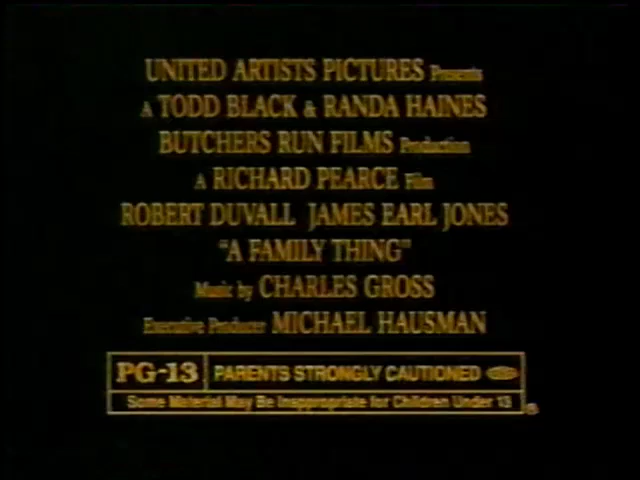 UNITED ARTISTS PICTURES Presents
A TODD BLACK & RANDA HAINES
BUTCHERS RUN FILMS Production
A RICHARD PEARCE Film
ROBERT DUVALL JAMES EARL JONES
"A FAMILY THING"
Music by CHARLES GROSS
Executive Producer MICHAEL HAUSMAN
PG-13 PARENTS STRONGLY CAUTIONED
Some Material May Be Inappropriate for Children Under 13